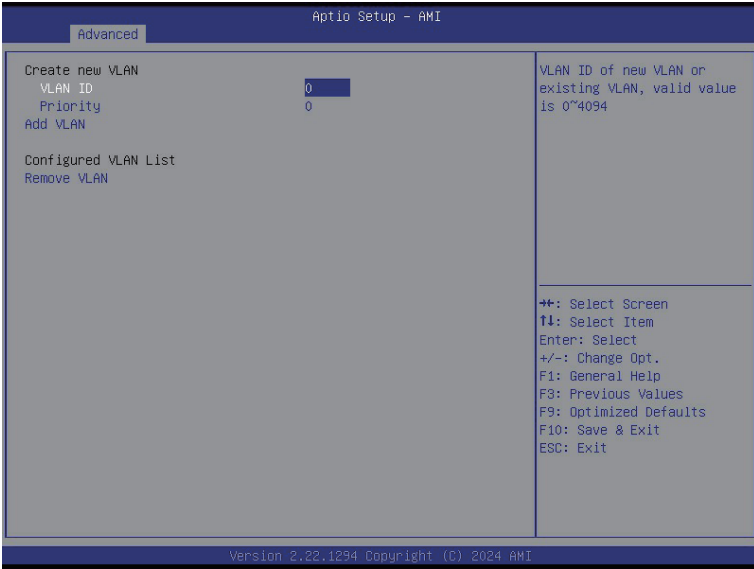 Aptio Setup – AMI
Advanced
Create new VLAN
VLAN ID 0
Priority 0
Add VLAN
Configured VLAN List
Remove VLAN
VLAN ID of new VLAN or
existing VLAN, valid value
is 0~4094
→←: Select Screen
↑↓: Select Item
Enter: Select
+/-: Change Opt.
F1: General Help
F3: Previous Values
F9: Optimized Defaults
F10: Save & Exit
ESC: Exit
Version 2.22.1294 Copyright (C) 2024 AMI